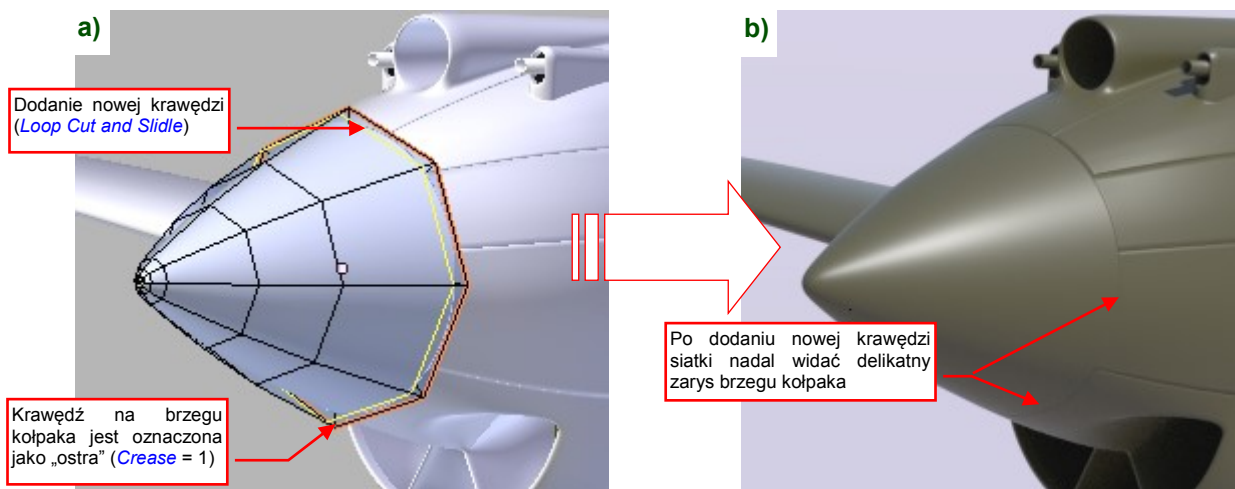 a)
Dodanie nowej krawędzi
(Loop Cut and Slidle)
Krawędź na brzegu
kołpaka jest oznaczona
jako „ostra” (Crease = 1)
b)
Po dodaniu nowej krawędzi
siatki nadal widać delikatny
zarys brzegu kołpaka